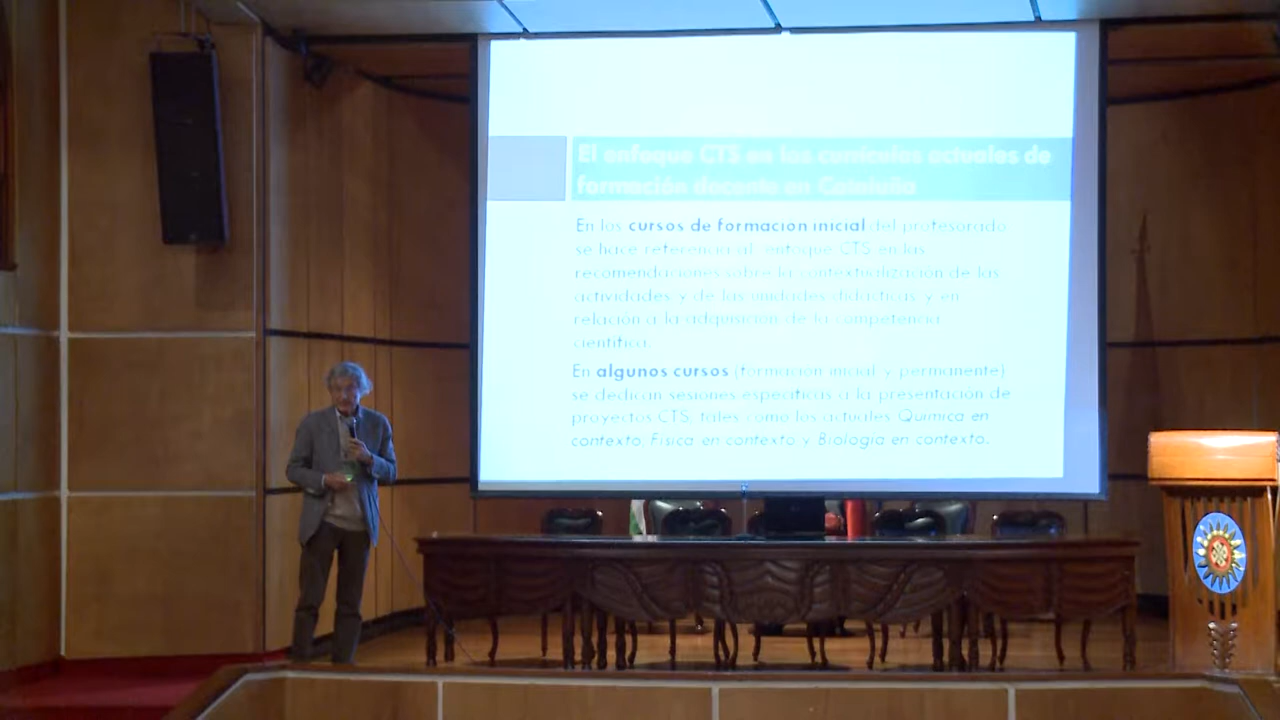 El enfoque CTS en los currículos actuales de
formación docente en Cataluña
En los cursos de formación inicial del profesorado
se hace referencia al enfoque CTS en las
recomendaciones sobre la contextualización de las
actividades y de las unidades didácticas y en
relación a la adquisición de la competencia
científica.
En algunos cursos (formación inicial y permanente)
se dedican sesiones específicas a la presentación de
proyectos CTS, tales como los actuales Química en
contexto, Física en contexto y Biología en contexto.